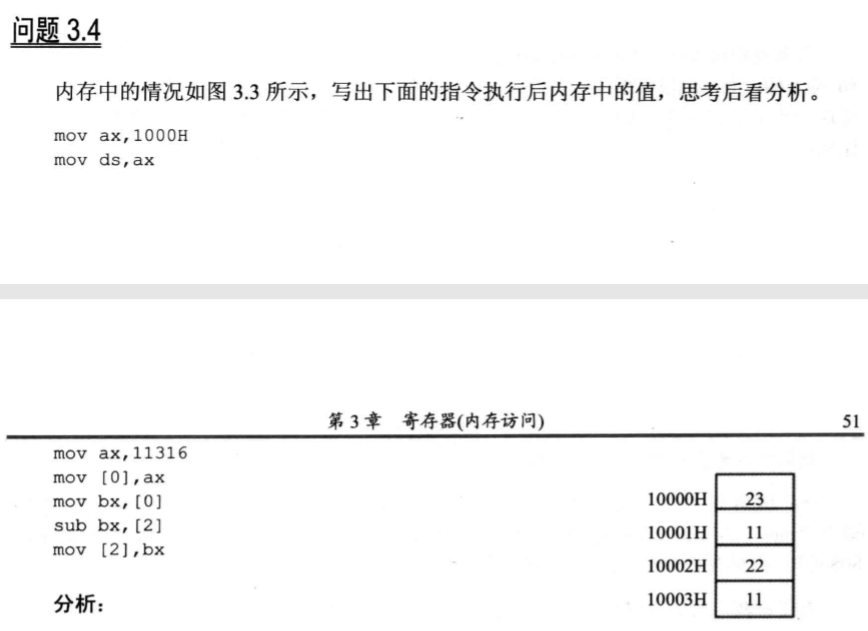 问题 3.4
内存中的情况如图 3.3 所示，写出下面的指令执行后内存中的值，思考后看分析。
mov ax,1000H
mov ds,ax
第 3 章 寄存器(内存访问)
51
mov ax,11316
mov [0],ax
mov bx,[0]
sub bx,[2]
mov [2],bx
10000H 23
10001H 11
10002H 22
10003H 11
分析：